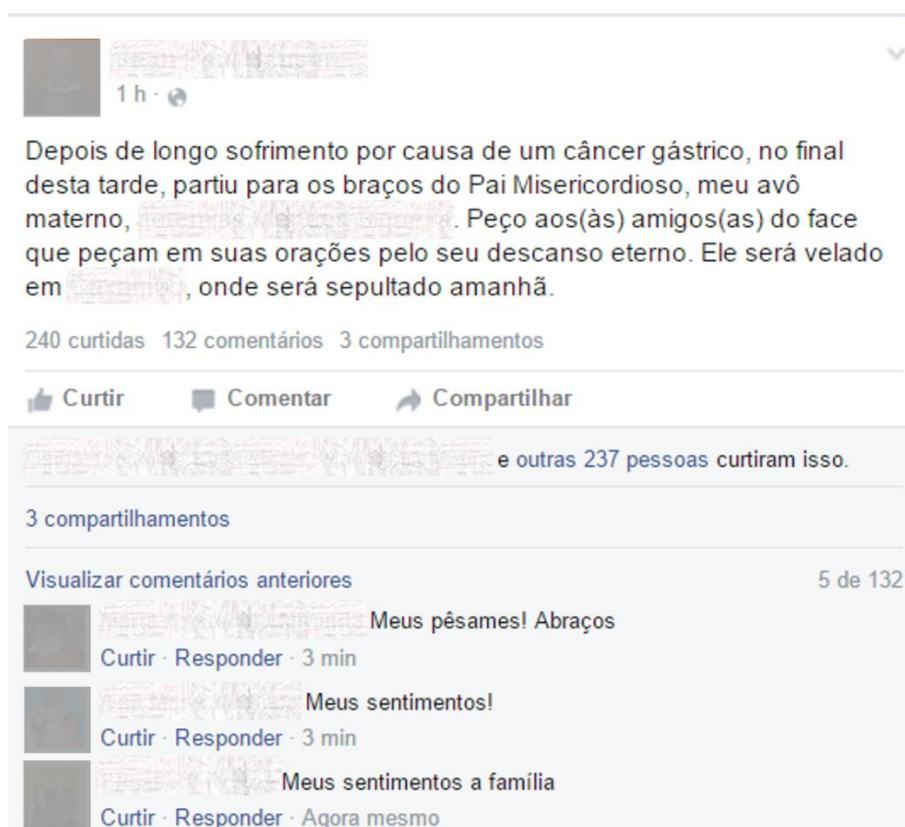 1 h ·
Depois de longo sofrimento por causa de um câncer gástrico, no final
desta tarde, partiu para os braços do Pai Misericordioso, meu avô
materno, . Peço aos(às) amigos(as) do face
que peçam em suas orações pelo seu descanso eterno. Ele será velado
em , onde será sepultado amanhã.
240 curtidas 132 comentários 3 compartilhamentos
Curtir Comentar Compartilhar
e outras 237 pessoas curtiram isso.
3 compartilhamentos
Visualizar comentários anteriores 5 de 132
Meus pêsames! Abraços
Curtir · Responder · 3 min
Meus sentimentos!
Curtir · Responder · 3 min
Meus sentimentos a família
Curtir · Responder · Agora mesmo